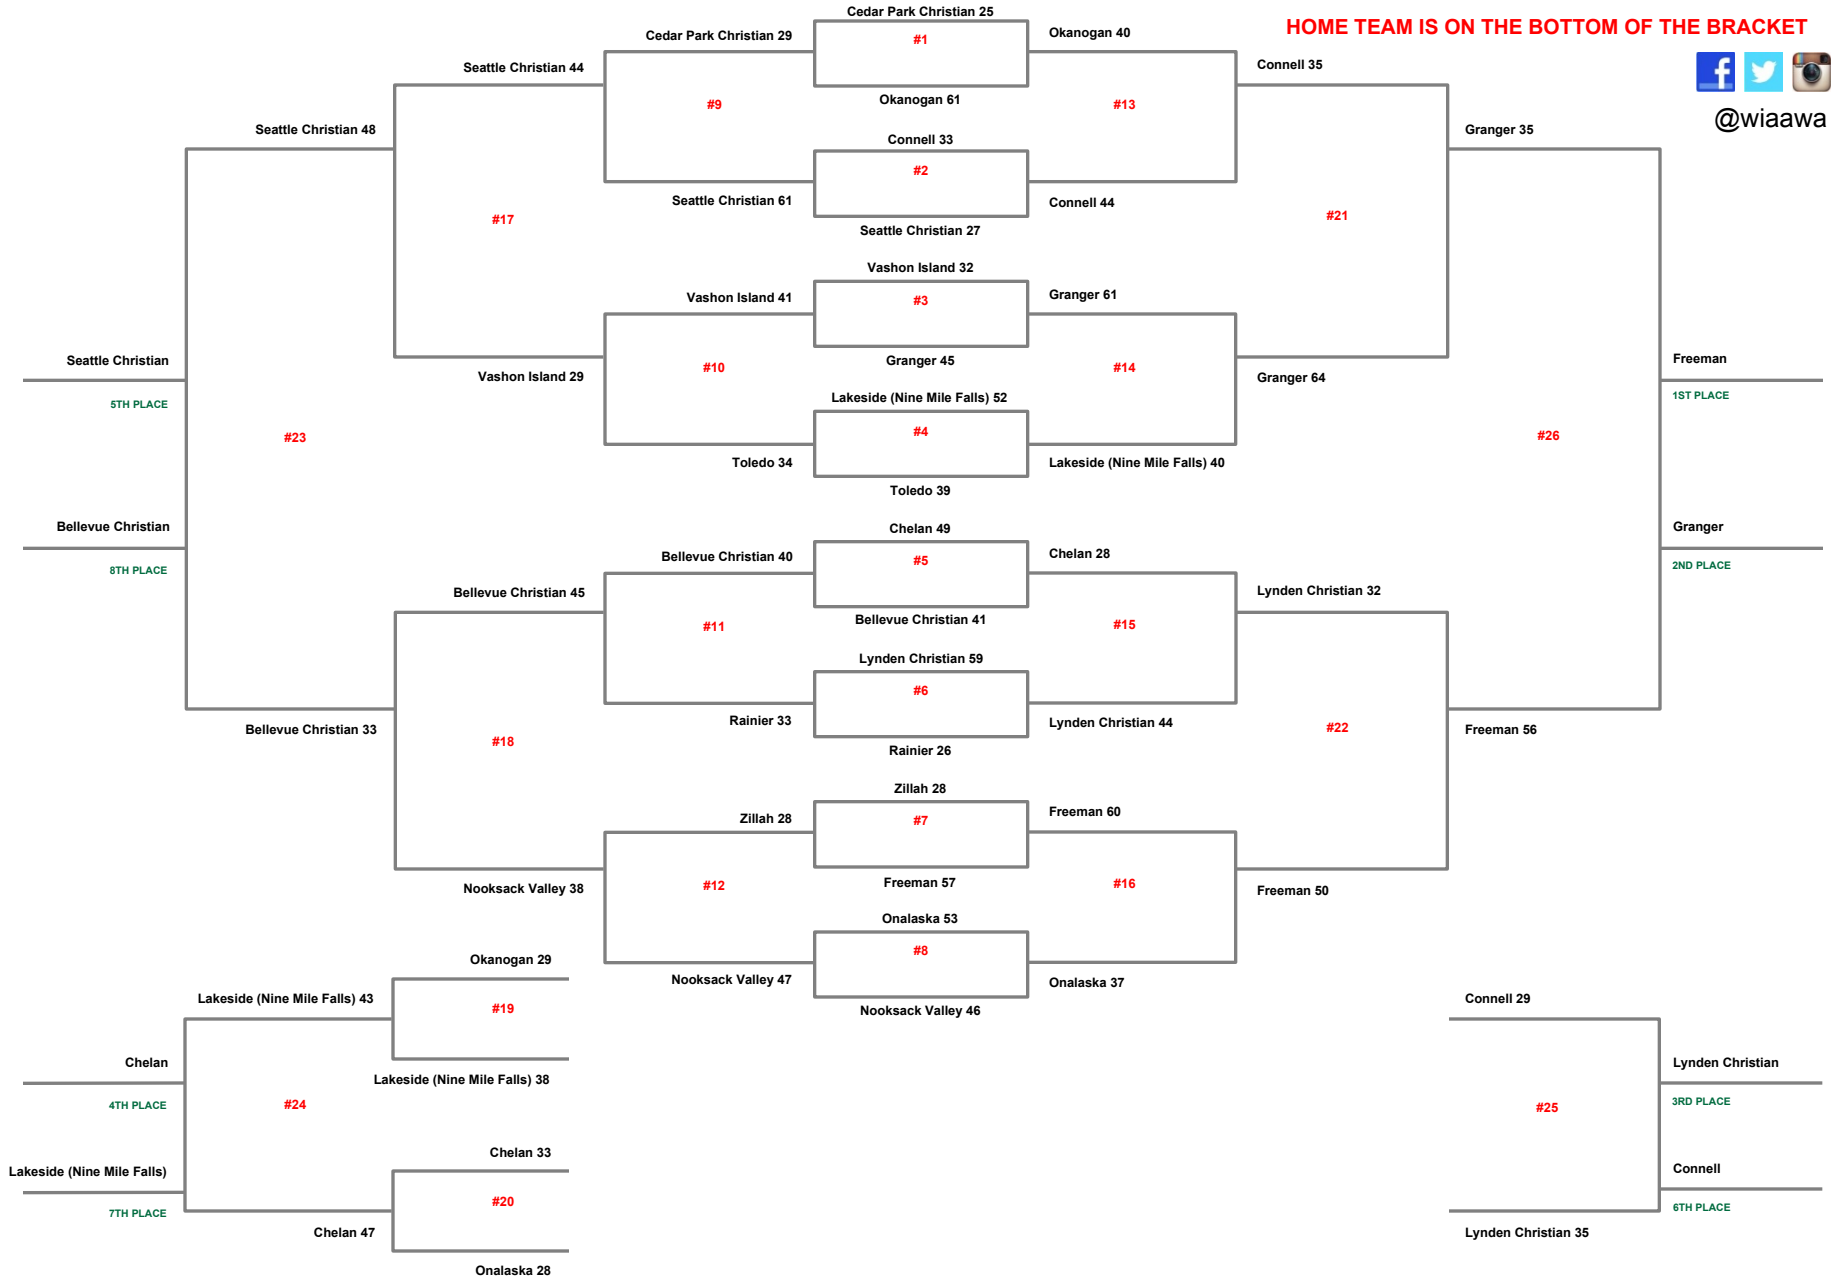 Cedar Park Christian 25
HOME TEAM IS ON THE BOTTOM OF THE BRACKET
Cedar Park Christian 29
#1
Okanogan 40
Seattle Christian 44
Connell 35
#9
Okanogan 61
#13
@wiaawa
Seattle Christian 48
Connell 33
Granger 35
#2
Seattle Christian 61
Connell 44
#17
#21
Seattle Christian 27
Vashon Island 32
Vashon Island 41
#3
Granger 61
Seattle Christian
Granger 45
Freeman
#10
#14
Vashon Island 29
Granger 64
5TH PLACE
1ST PLACE
Lakeside (Nine Mile Falls) 52
#23
#4
#26
Toledo 34
Lakeside (Nine Mile Falls) 40
Toledo 39
Bellevue Christian
Chelan 49
Granger
Bellevue Christian 40
#5
Chelan 28
8TH PLACE
2ND PLACE
Bellevue Christian 45
Lynden Christian 32
#11
Bellevue Christian 41
#15
Lynden Christian 59
#6
Rainier 33
Lynden Christian 44
Bellevue Christian 33
#18
#22
Freeman 56
Rainier 26
Zillah 28
Zillah 28
#7
Freeman 60
Nooksack Valley 38
#12
Freeman 57
#16
Freeman 50
Onalaska 53
#8
Okanogan 29
Nooksack Valley 47
Onalaska 37
Lakeside (Nine Mile Falls) 43
#19
Nooksack Valley 46
Connell 29
Chelan
Lakeside (Nine Mile Falls) 38
Lynden Christian
4TH PLACE
#24
#25
3RD PLACE
Chelan 33
Lakeside (Nine Mile Falls)
Connell
#20
7TH PLACE
6TH PLACE
Chelan 47
Lynden Christian 35
Onalaska 28